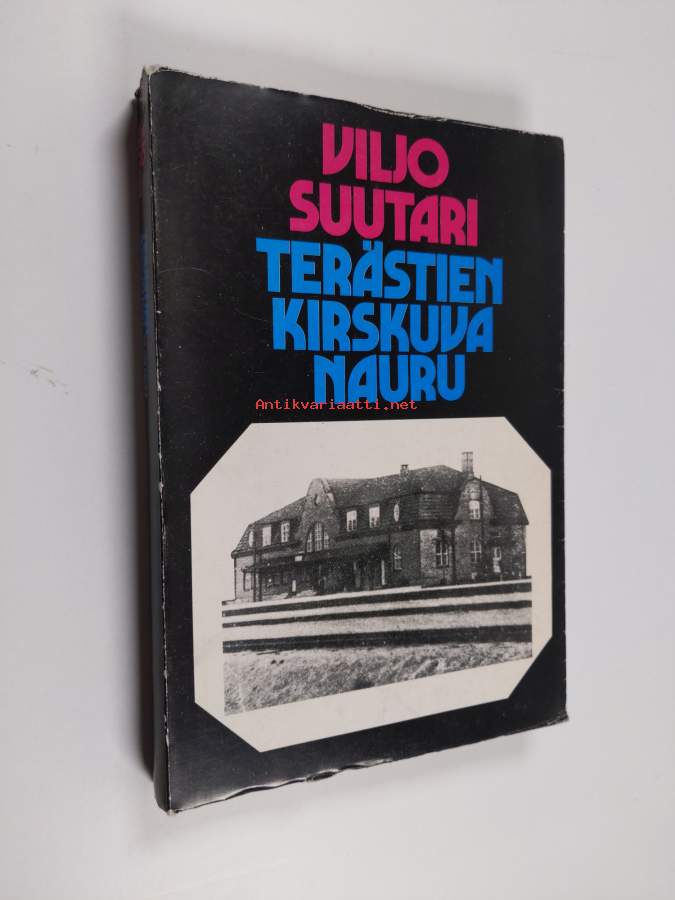 VILJO
SUUTARI
TERÄSTIEN
KIRSKUVA
NAURU
Antikvariaatti.net